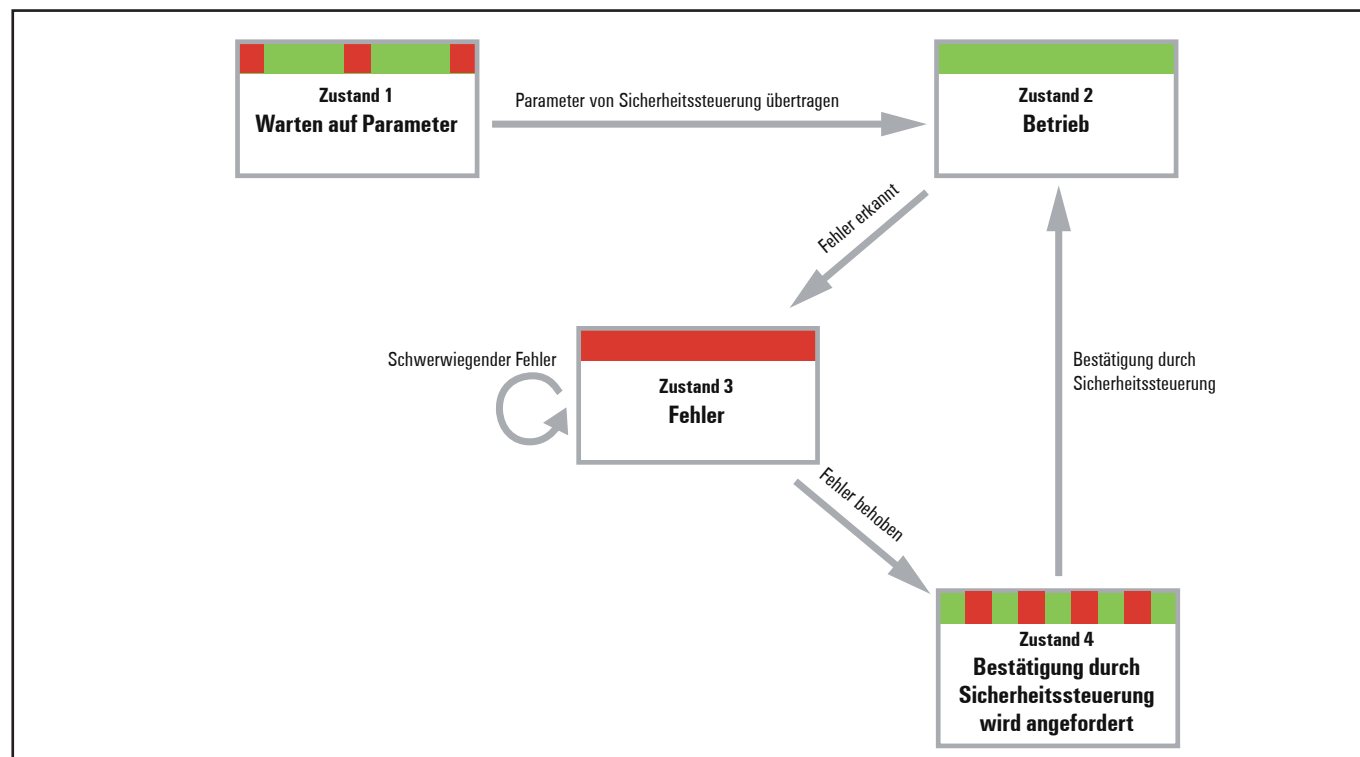 Zustand 1
Warten auf Parameter
Parameter von Sicherheitssteuerung übertragen
Zustand 2
Betrieb
Fehler erkannt
Schwerwiegender Fehler
Zustand 3
Fehler
Bestätigung durch
Sicherheitssteuerung
Fehler behoben
Zustand 4
Bestätigung durch
Sicherheitssteuerung
wird angefordert